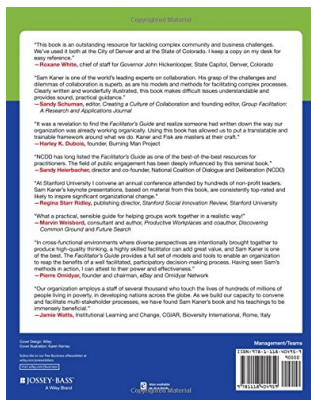 Copyrighted Material
"This book is an outstanding resource for tackling complex community and business challenges.
We've used it both at the City of Denver and at the State of Colorado. I keep a copy on my desk
for easy reference."
—Roxane White, chief of staff for Governor John Hickenlooper, State Capitol, Denver, Colorado
"Sam Kaner is one of the world's leading experts on collaboration. His grasp of the challenges and
dilemmas of collaboration is superb, as are his models and methods for facilitating complex processes.
Clearly written and wonderfully illustrated, this book makes difficult issues understandable and
provides sound, practical guidance."
—Sandy Schuman, editor, Creating a Culture of Collaboration and founding editor, Group Facilitation:
A Research and Applications Journal
"It was a revelation to find the Facilitator's Guide and realize someone had written down the way our
organization was already working organically. Using this book has allowed us to put a translatable and
trainable framework around what we do. Kaner and Fisk are masters at their craft."
—Harley K. Dubois, founder, Burning Man Project
"NCDD has long listed the Facilitator's Guide as one of the best-of-the-best resources for
practitioners. The field of public engagement has been deeply influenced by this seminal book."
—Sandy Heierbacher, director and co-founder, National Coalition of Dialogue and Deliberation (NCDD)
"At Stanford University I convene an annual conference attended by hundreds of non-profit leaders.
Sam Kaner's keynote presentations, based on material from this book, are consistently top-rated and
likely to inspire significant organizational change."
—Regina Starr Ridley, publishing director, Stanford Social Innovation Review, Stanford University
"What a practical, sensible guide for helping groups work together in a realistic way!"
—Marvin Weisbord, consultant and author, Productive Workplaces and coauthor, Discovering
Common Ground and Future Search
"In cross-functional environments where diverse perspectives are intentionally brought together to
produce high-quality thinking, a highly skilled facilitator can add great value, and Sam Kaner is one
of the best. The Facilitator's Guide provides a full set of models and tools to enable an organization to
reap the benefits of a well facilitated, participatory decision-making process. Having seen Sam's
methods in action, I can attest to their power and effectiveness."
—Pierre Omidyar, founder and chairman, eBay and Omidyar Network
"Our organization employs a staff of several thousand who touch the lives of hundreds of millions of
people living in poverty, in developing nations across the globe. As we build our capacity to convene
and facilitate multi-stakeholder processes, we have found Sam Kaner's book and his teachings to be
immensely beneficial."
—Jamie Watts, Institutional Learning and Change, CGIAR, Bioversity International, Rome, Italy
Cover Design: Wiley
Cover Illustration: Karen Kerney
Management/Teams
ISBN 978-1-118-40495-9
JOSSEY-BASS
A Wiley Brand
9 781118 404959
Copyrighted Material